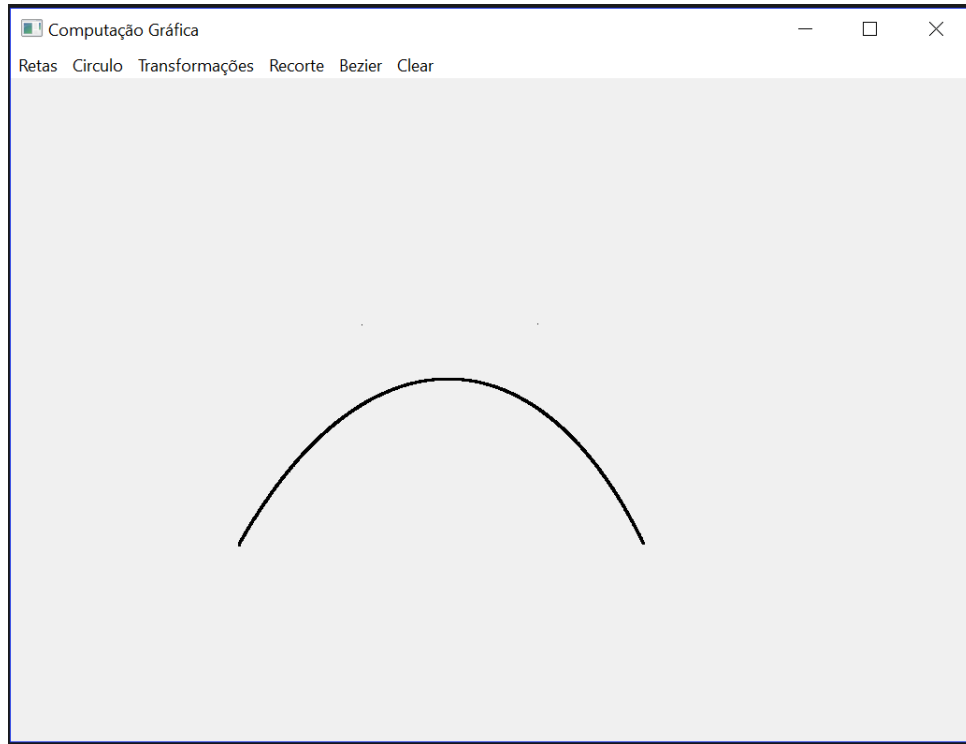 Computação Gráfica
Retas Circulo Transformações Recorte Bezier Clear